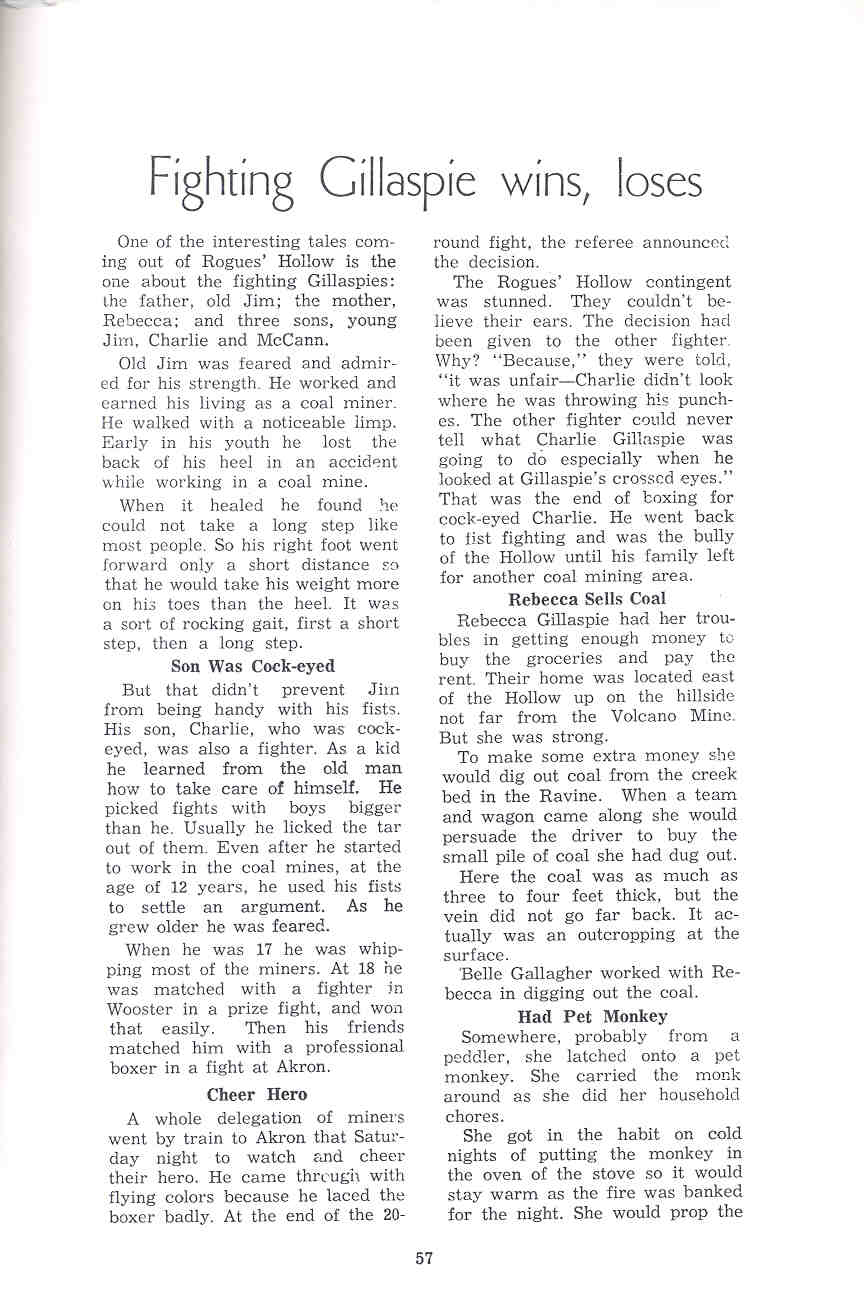 Fighting Gillaspie wins, loses
One of the interesting tales com-
ing out of Rogues' Hollow is the
one about the fighting Gillaspies:
the father, old Jim; the mother,
Rebecca; and three sons, young
Jim, Charlie and McCann.
Old Jim was feared and admir-
ed for his strength. He worked and
earned his living as a coal miner.
He walked with a noticeable limp.
Early in his youth he lost the
back of his heel in an accident
while working in a coal mine.
When it healed he found he
could not take a long step like
most people. So his right foot went
forward only a short distance so
that he would take his weight more
on his toes than the heel. It was
a sort of rocking gait, first a short
step, then a long step.
Son Was Cock-eyed
But that didn't prevent Jim
from being handy with his fists.
His son, Charlie, who was cock-
eyed, was also a fighter. As a kid
he learned from the old man
how to take care of himself. He
picked fights with boys bigger
than he. Usually he licked the tar
out of them. Even after he started
to work in the coal mines, at the
age of 12 years, he used his fists
to settle an argument. As he
grew older he was feared.
When he was 17 he was whip-
ping most of the miners. At 18 he
was matched with a fighter in
Wooster in a prize fight, and won
that easily. Then his friends
matched him with a professional
boxer in a fight at Akron.
Cheer Hero
A whole delegation of miners
went by train to Akron that Satur-
day night to watch and cheer
their hero. He came through with
flying colors because he laced the
boxer badly. At the end of the 20-
round fight, the referee announced
the decision.
The Rogues' Hollow contingent
was stunned. They couldn't be-
lieve their ears. The decision had
been given to the other fighter.
Why? "Because," they were told,
"it was unfair—Charlie didn't look
where he was throwing his punch-
es. The other fighter could never
tell what Charlie Gillaspie was
going to do especially when he
looked at Gillaspie's crossed eyes."
That was the end of boxing for
cock-eyed Charlie. He went back
to fist fighting and was the bully
of the Hollow until his family left
for another coal mining area.
Rebecca Sells Coal
Rebecca Gillaspie had her trou-
bles in getting enough money to
buy the groceries and pay the
rent. Their home was located east
of the Hollow up on the hillside
not far from the Volcano Mine.
But she was strong.
To make some extra money she
would dig out coal from the creek
bed in the Ravine. When a team
and wagon came along she would
persuade the driver to buy the
small pile of coal she had dug out.
Here the coal was as much as
three to four feet thick, but the
vein did not go far back. It ac-
tually was an outcropping at the
surface.
Belle Gallagher worked with Re-
becca in digging out the coal.
Had Pet Monkey
Somewhere, probably from a
peddler, she latched onto a pet
monkey. She carried the monk
around as she did her household
chores.
She got in the habit on cold
nights of putting the monkey in
the oven of the stove so it would
stay warm as the fire was banked
for the night. She would prop the
57